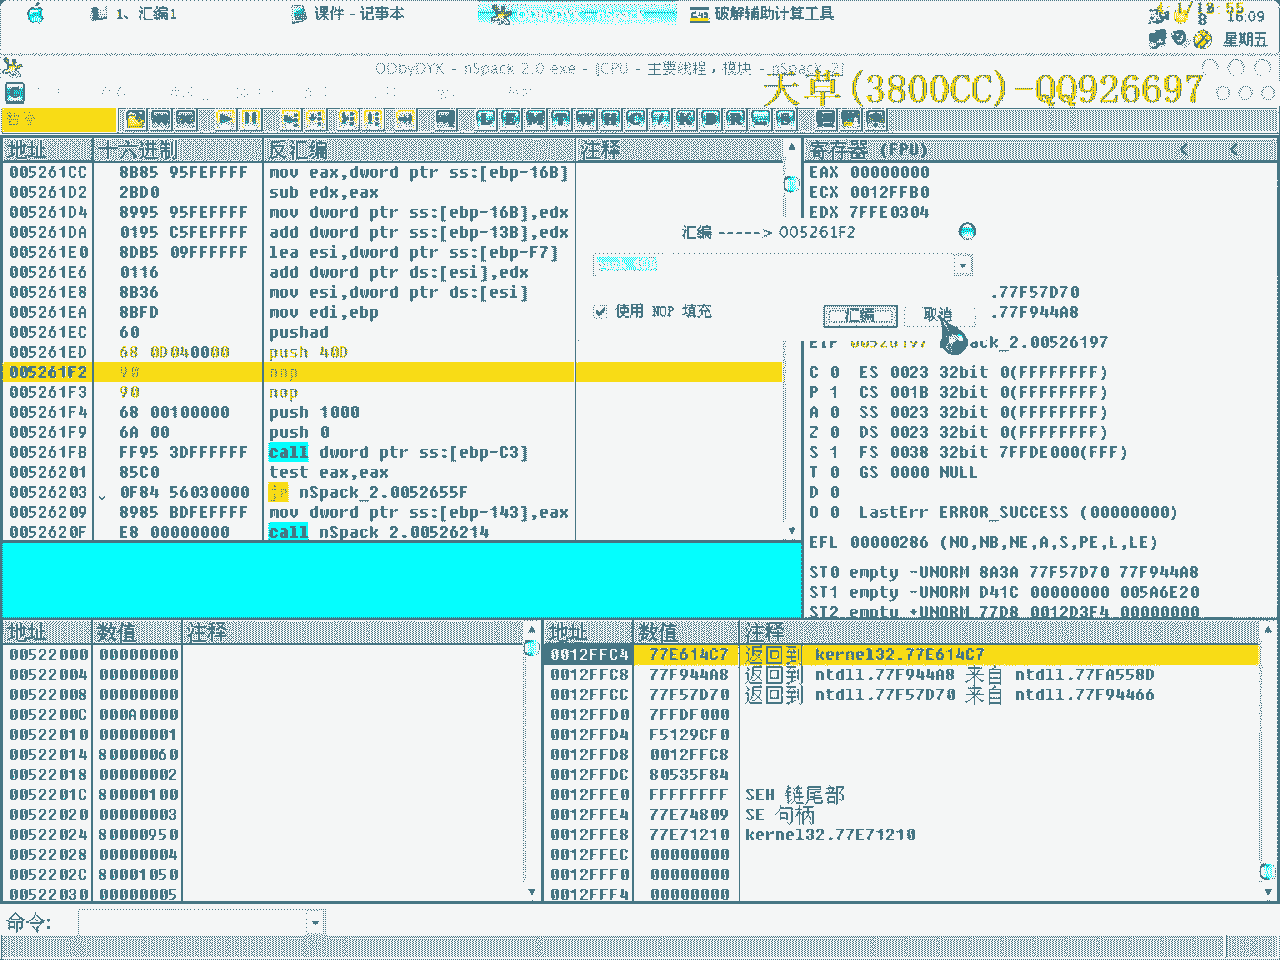 1、汇编1
课件 - 记事本
ODbyDYK - nSpack
破解辅助计算工具
16:09
星期五
ODbyDYK - nSpack 2.0 exe - [CPU - 主要线程，模块 - nSpack_2]
天草(3800CC)-QQ926697
地址 十六进制 反汇编 注释
005261CC 8B85 95FEFFFF mov eax,dword ptr ss:[ebp-16B]
005261D2 2BD0 sub edx,eax
005261D4 8995 95FEFFFF mov dword ptr ss:[ebp-16B],edx
005261DA 0195 C5FEFFFF add dword ptr ss:[ebp-13B],edx
005261E0 8DB5 09FFFFFF lea esi,dword ptr ss:[ebp-F7]
005261E6 0116 add dword ptr ds:[esi],edx
005261E8 8B36 mov esi,dword ptr ds:[esi]
005261EA 8BFD mov edi,ebp
005261EC 60 pushad
005261ED 68 0D040000 push 40D
005261F2 90 nop
005261F3 90 nop
005261F4 68 00100000 push 1000
005261F9 6A 00 push 0
005261FB FF95 3DFFFFFF call dword ptr ss:[ebp-C3]
00526201 85C0 test eax,eax
00526203 0F84 56030000 je nSpack_2.0052655F
00526209 8985 BDFEFFFF mov dword ptr ss:[ebp-143],eax
0052620F E8 00000000 call nSpack_2.00526214
寄存器 (FPU) < <
EAX 00000000
ECX 0012FFB0
EDX 7FFE0304
汇编 -----> 005261F2
push 40D
使用 NOP 填充
汇编 取消
.77F57D70
.77F944A8
EIP 00526197 nSpack_2.00526197
C 0 ES 0023 32bit 0(FFFFFFFF)
P 1 CS 001B 32bit 0(FFFFFFFF)
A 0 SS 0023 32bit 0(FFFFFFFF)
Z 0 DS 0023 32bit 0(FFFFFFFF)
S 1 FS 0038 32bit 7FFDE000(FFF)
T 0 GS 0000 NULL
D 0
O 0 LastErr ERROR_SUCCESS (00000000)
EFL 00000286 (NO,NB,NE,A,S,PE,L,LE)
ST0 empty -UNORM 8A3A 77F57D70 77F944A8
ST1 empty -UNORM D41C 00000000 005A6E20
ST2 empty +UNORM 77D8 0012D3F4 00000000
地址 数值 注释
00522000 00000000
00522004 00000000
00522008 00000000
0052200C 000A0000
00522010 00000001
00522014 80000060
00522018 00000002
0052201C 80000100
00522020 00000003
00522024 80000950
00522028 00000004
0052202C 80001050
00522030 00000005
地址 数值 注释
0012FFC4 77E614C7 返回到 kernel32.77E614C7
0012FFC8 77F944A8 返回到 ntdll.77F944A8 来自 ntdll.77FA558D
0012FFCC 77F57D70 返回到 ntdll.77F57D70 来自 ntdll.77F94466
0012FFD0 7FFDF000
0012FFD4 F5129CF0
0012FFD8 0012FFC8
0012FFDC 80535F84
0012FFE0 FFFFFFFF SEH 链尾部
0012FFE4 77E74809 SE 句柄
0012FFE8 77E71210 kernel32.77E71210
0012FFEC 00000000
0012FFF0 00000000
0012FFF4 00000000
命令: